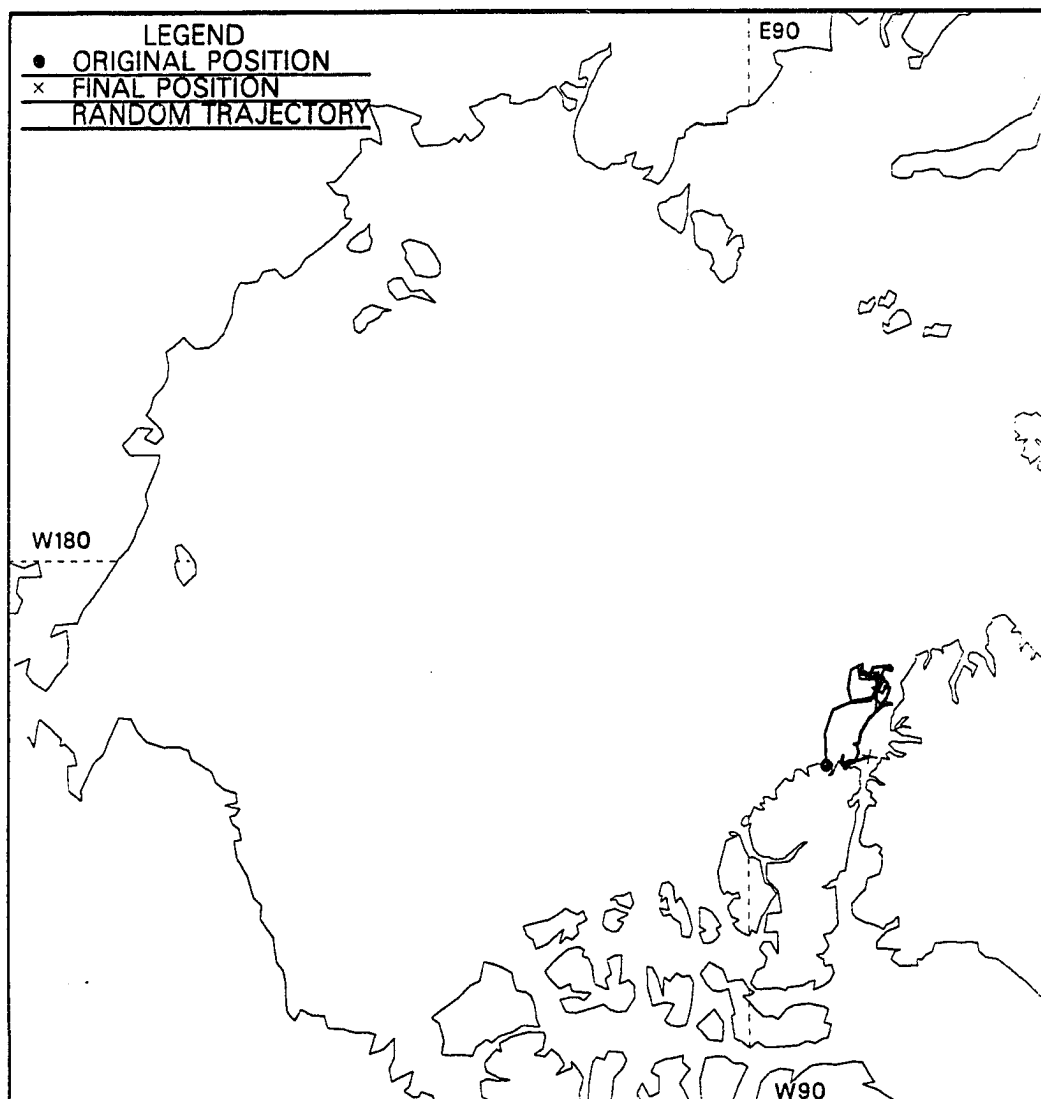 LEGEND
● ORIGINAL POSITION
× FINAL POSITION
RANDOM TRAJECTORY
E90
W180
W90